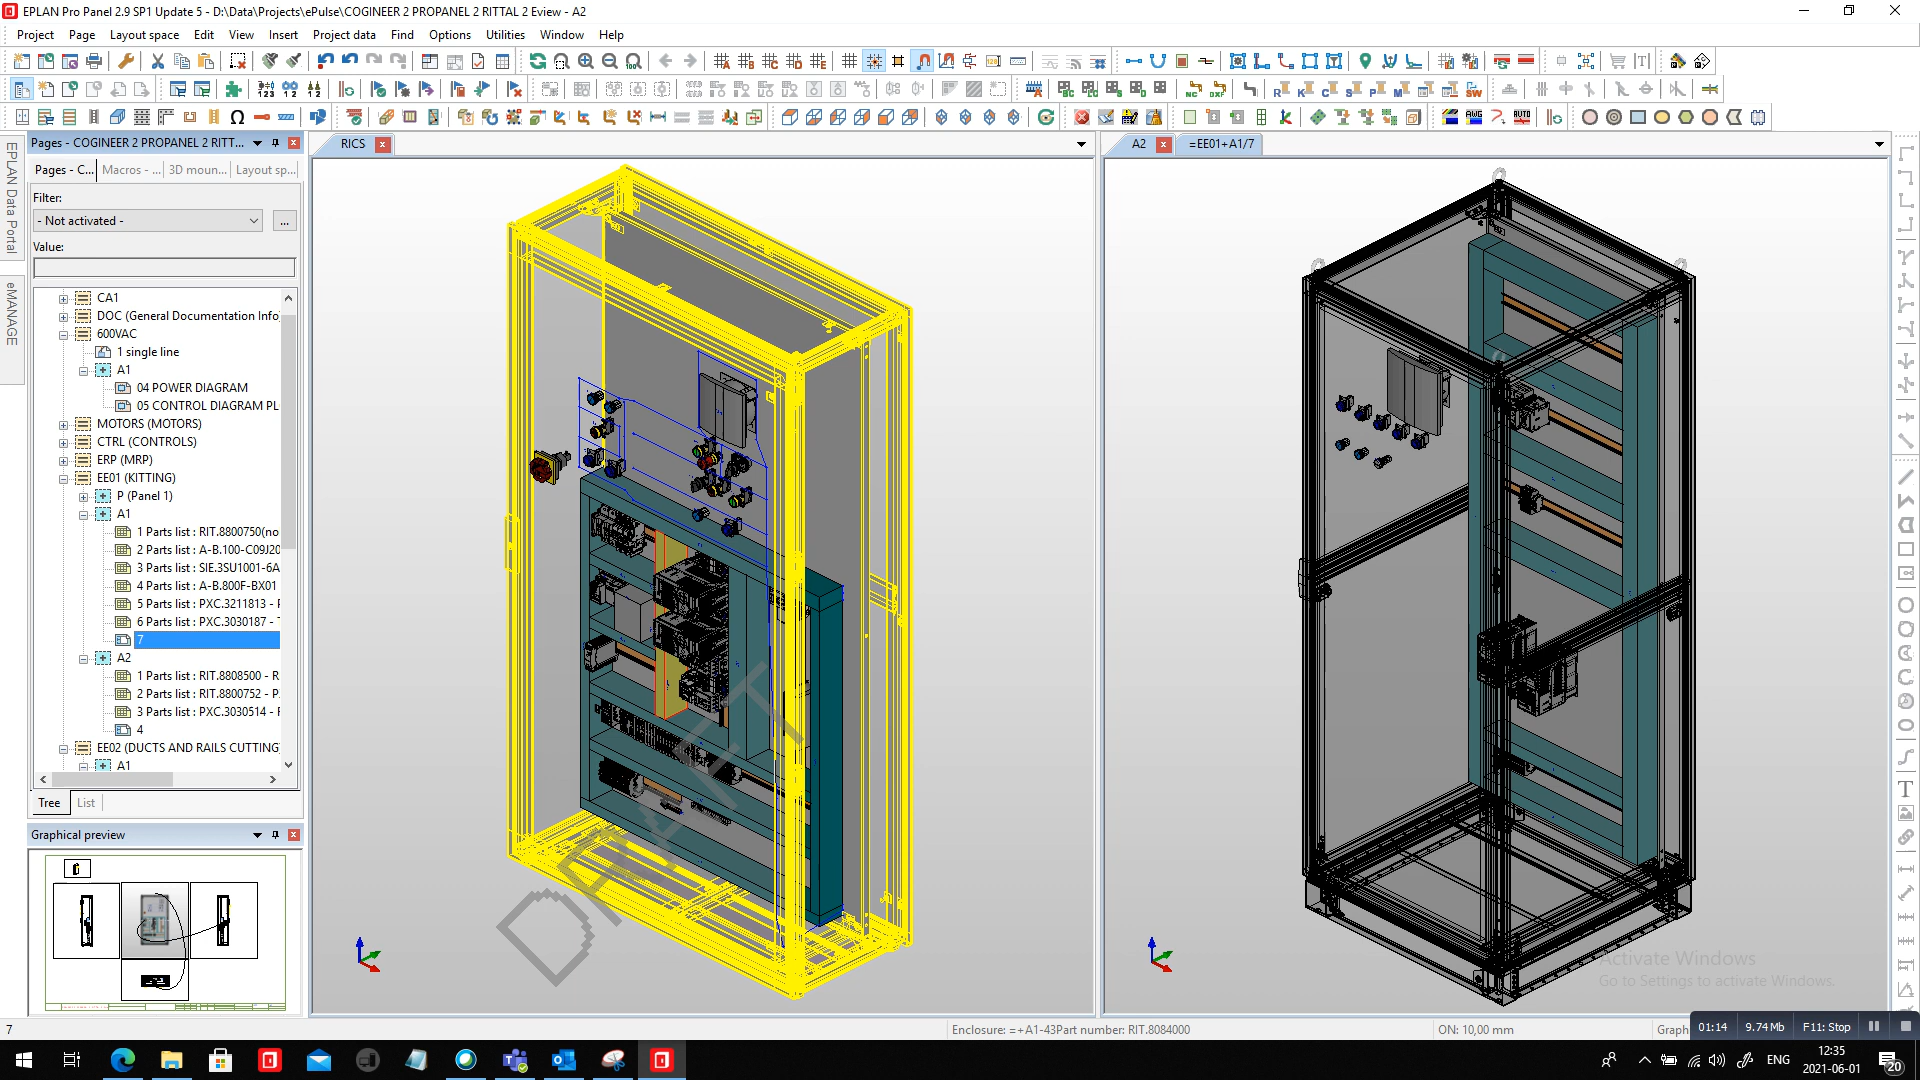 EPLAN Pro Panel 2.9 SP1 Update 5 - D:\Data\Projects\ePulse\COGINEER 2 PROPANEL 2 RITTAL 2 Eview - A2
Project Page Layout space Edit View Insert Project data Find Options Utilities Window Help
Pages - COGINEER 2 PROPANEL 2 RITT...
Pages - C... Macros - ... 3D moun... Layout sp...
EPLAN Data Portal
eMANAGE
Filter:
- Not activated -
...
Value:
CA1
DOC (General Documentation Info
600VAC
1 single line
A1
04 POWER DIAGRAM
05 CONTROL DIAGRAM PL
MOTORS (MOTORS)
CTRL (CONTROLS)
ERP (MRP)
EE01 (KITTING)
P (Panel 1)
A1
1 Parts list : RIT.8800750(no
2 Parts list : A-B.100-C09J20
3 Parts list : SIE.3SU1001-6A
4 Parts list : A-B.800F-BX01
5 Parts list : PXC.3211813 - F
6 Parts list : PXC.3030187 - T
7
A2
1 Parts list : RIT.8808500 - R
2 Parts list : RIT.8800752 - P
3 Parts list : PXC.3030514 - F
4
EE02 (DUCTS AND RAILS CUTTING
A1
Tree List
Graphical preview
RICS
A2
=EE01+A1/7
DRAFT
Activate Windows
Go to Settings to activate Windows.
7
Enclosure: =+A1-43Part number: RIT.8084000
ON: 10,00 mm
Graph
01:14 9.74 Mb F11: Stop
ENG
12:35
2021-06-01
20